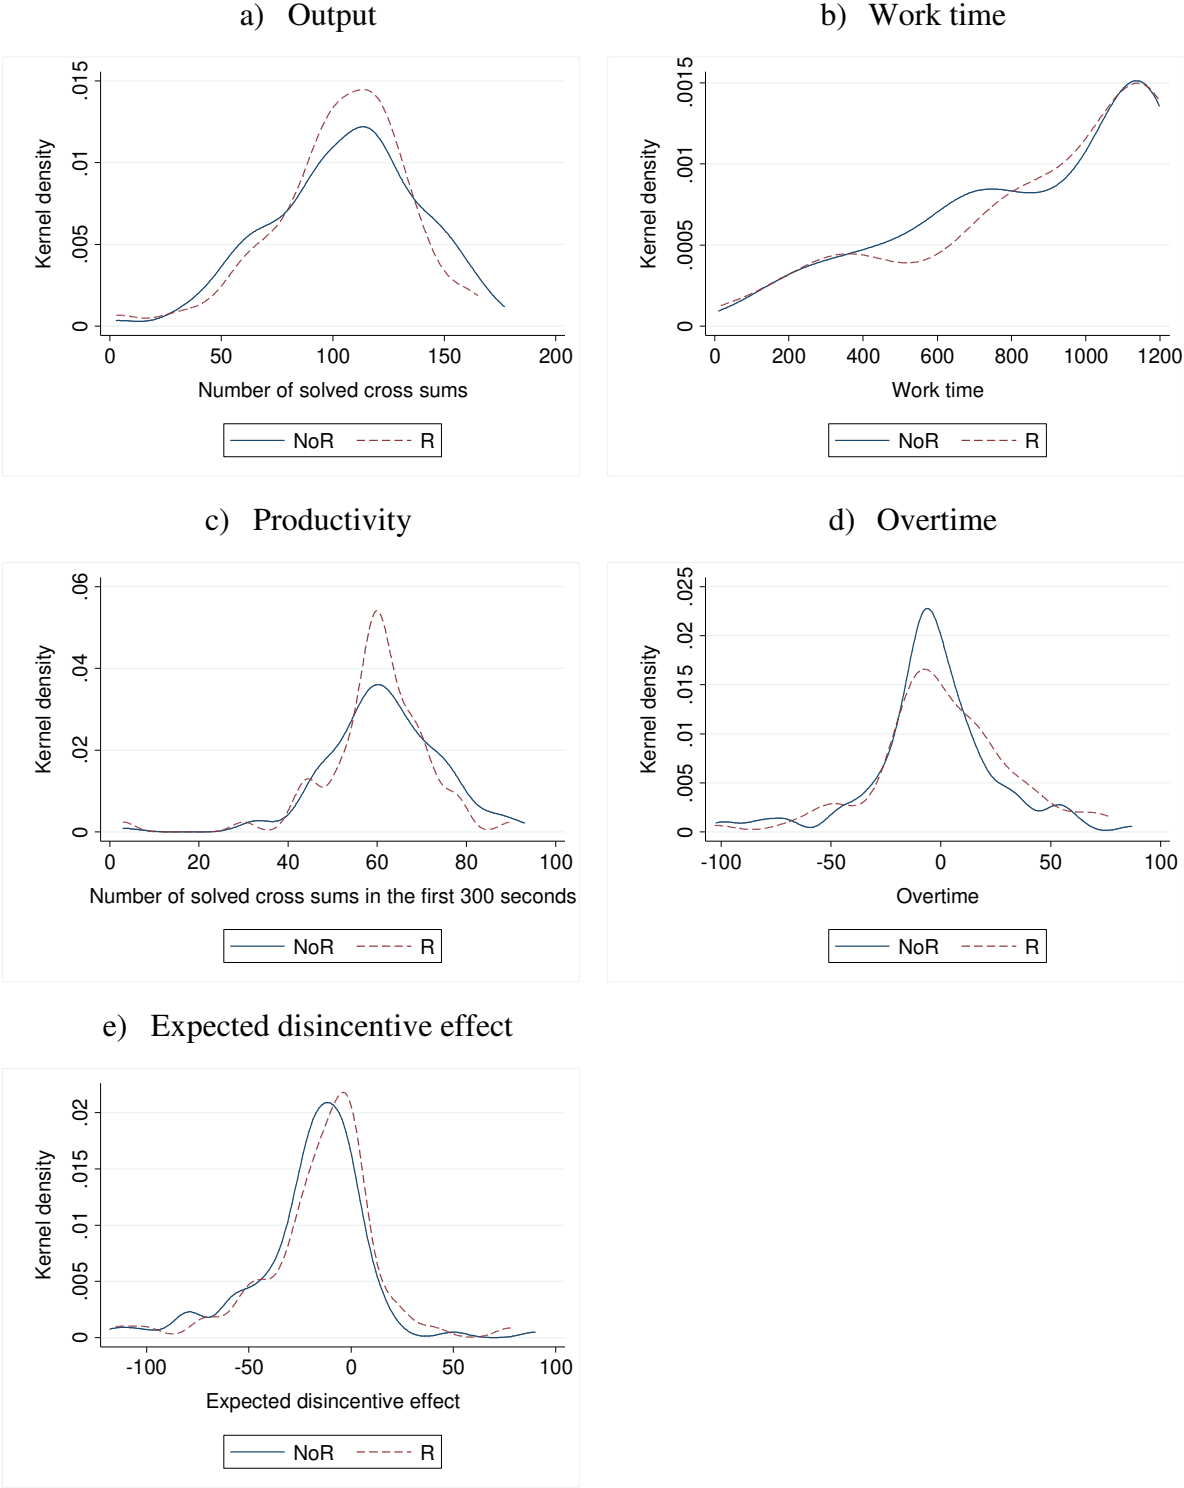 a) Output
b) Work time
Kernel density
0 .005 .01 .015
0 50 100 150 200
Number of solved cross sums
NoR R
Kernel density
0 .0005 .001 .0015
0 200 400 600 800 1000 1200
Work time
NoR R
c) Productivity
d) Overtime
Kernel density
0 .02 .04 .06
0 20 40 60 80 100
Number of solved cross sums in the first 300 seconds
NoR R
Kernel density
0 .005 .01 .015 .02 .025
-100 -50 0 50 100
Overtime
NoR R
e) Expected disincentive effect
Kernel density
0 .005 .01 .015 .02
-100 -50 0 50 100
Expected disincentive effect
NoR R